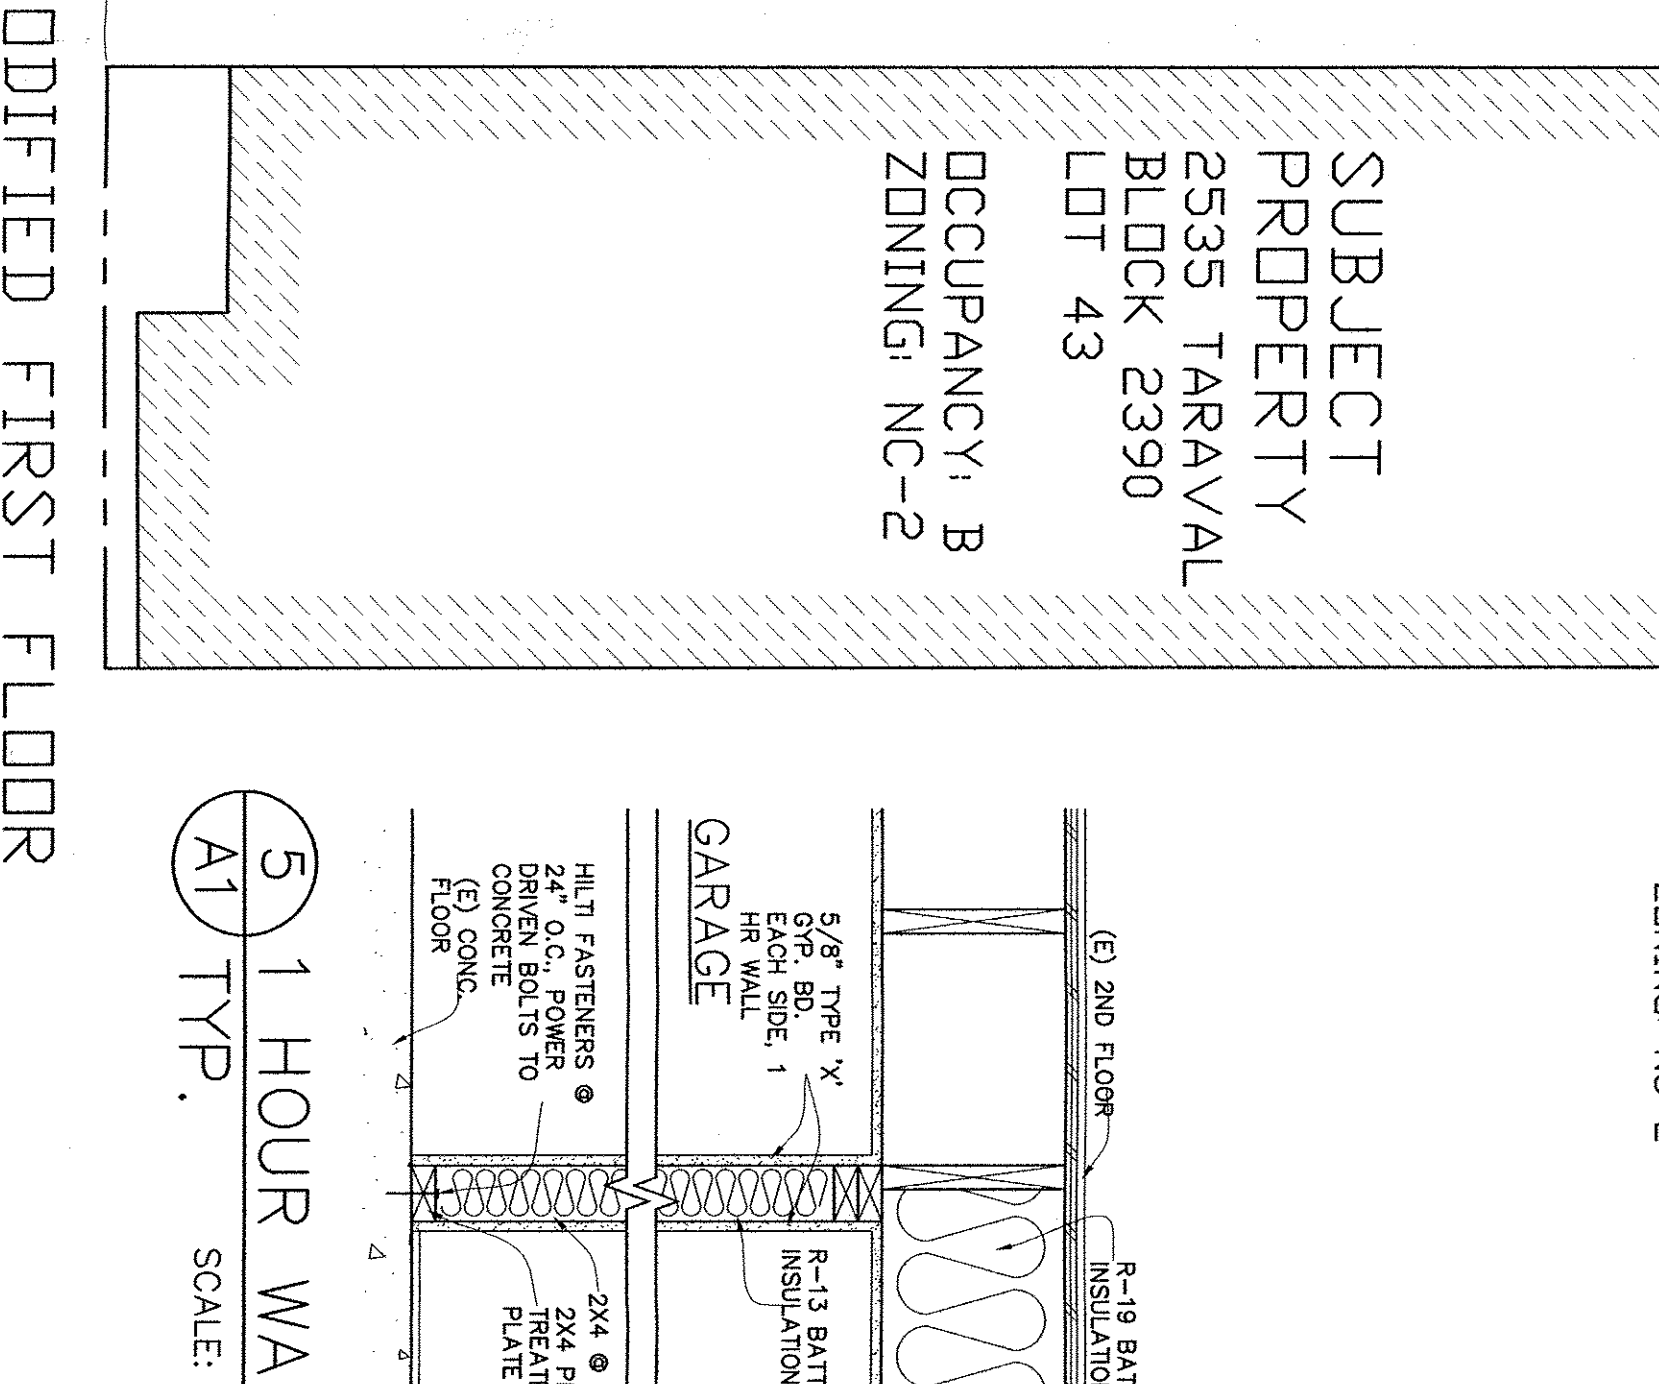 SUBJECT
PROPERTY
2535 TARAVAL
BLOCK 2390
LOT 43
OCCUPANCY: B
ZONING: NC-2
ODIFIED FIRST FLOOR
(E) 2ND FLOOR
R-19 BAT
INSULATIO
5/8" TYPE 'X'
GYP. BD.
EACH SIDE, 1
HR WALL
GARAGE
R-13 BATT
INSULATION
HILTI FASTENERS @
24" O.C., POWER
DRIVEN BOLTS TO
CONCRETE
(E) CONC.
FLOOR
2X4 @
2X4 P
TREAT
PLATE
5
A1
1 HOUR WA
TYP.
SCALE: